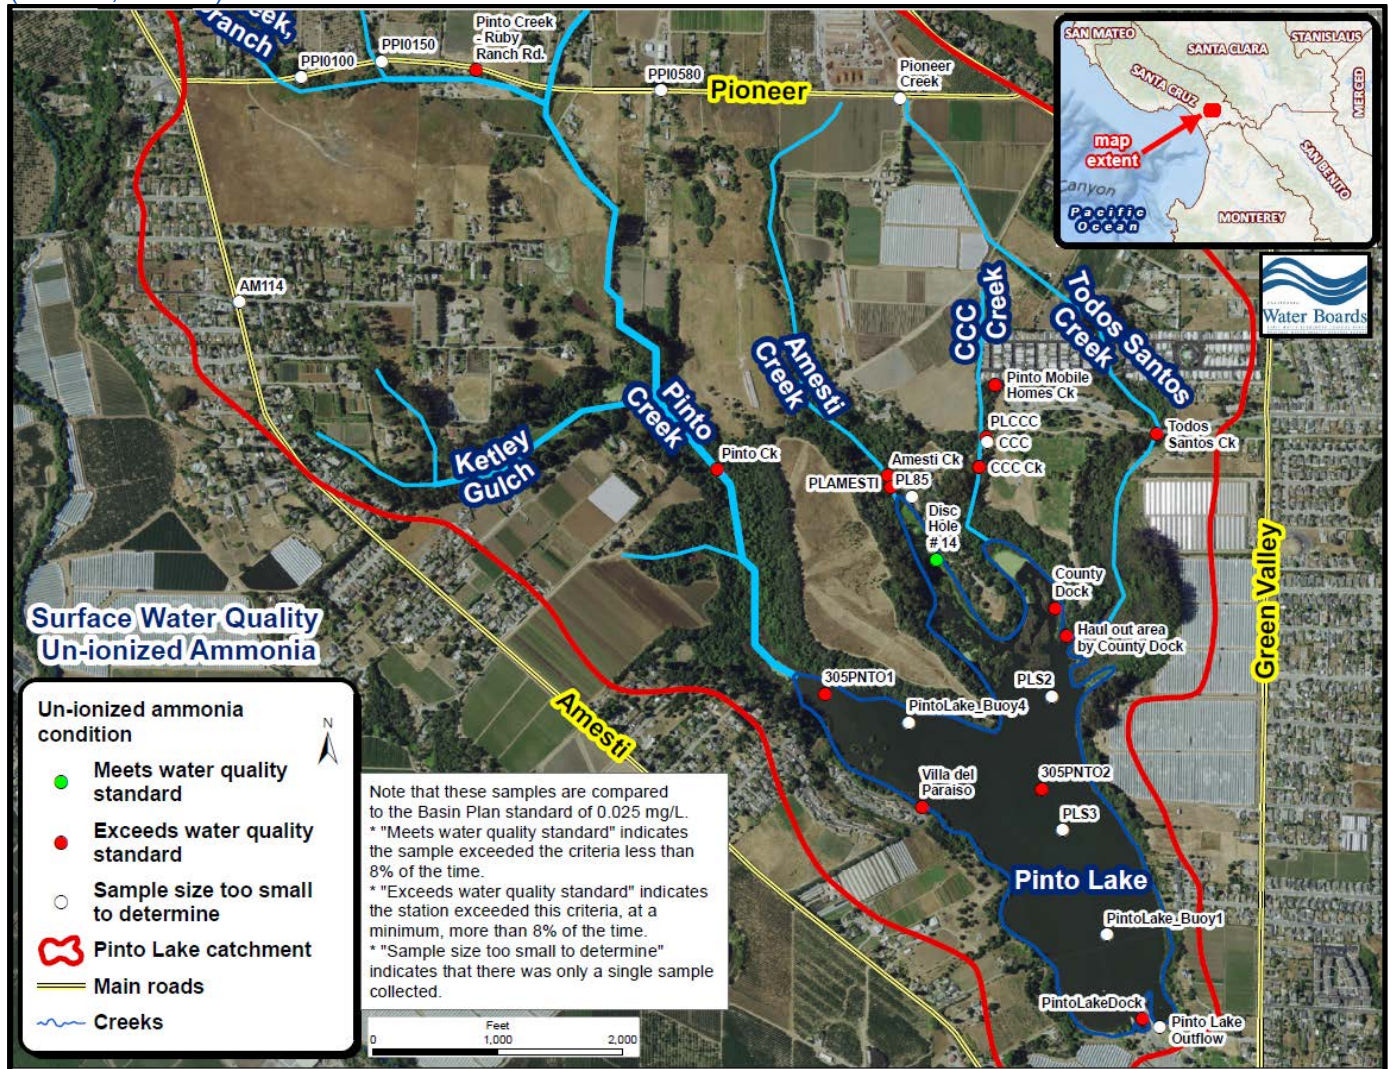 eek,
ranch
PPI0100
PPI0150
Pinto Creek
- Ruby
Ranch Rd.
PPI0580
Pioneer
Pioneer
Creek
SAN MATEO
SANTA CLARA
STANISLAUS
SANTA CRUZ
MERCED
map
extent
SAN BENITO
Canyon
Pacific
Ocean
MONTEREY
CALIFORNIA
Water Boards
AM114
CCC
Creek
Todos Santos
Creek
Amesti
Creek
Pinto
Creek
Pinto Mobile
Homes Ck
PLCCC
CCC
Todos
Santos Ck
Ketley
Gulch
Pinto Ck
Amesti Ck
CCC Ck
PLAMESTI
PL85
Disc
Hole
# 14
County
Dock
Haul out area
by County Dock
Green Valley
Surface Water Quality
Un-ionized Ammonia
305PNTO1
PLS2
PintoLake_Buoy4
Amesti
Villa del
Paraiso
305PNTO2
PLS3
Pinto Lake
PintoLake_Buoy1
PintoLakeDock
Pinto Lake
Outflow
Un-ionized ammonia
condition
N
Meets water quality
standard
Exceeds water quality
standard
Sample size too small
to determine
Pinto Lake catchment
Main roads
Creeks
Note that these samples are compared
to the Basin Plan standard of 0.025 mg/L.
* "Meets water quality standard" indicates
the sample exceeded the criteria less than
8% of the time.
* "Exceeds water quality standard" indicates
the station exceeded this criteria, at a
minimum, more than 8% of the time.
* "Sample size too small to determine"
indicates that there was only a single sample
collected.
Feet
0 1,000 2,000